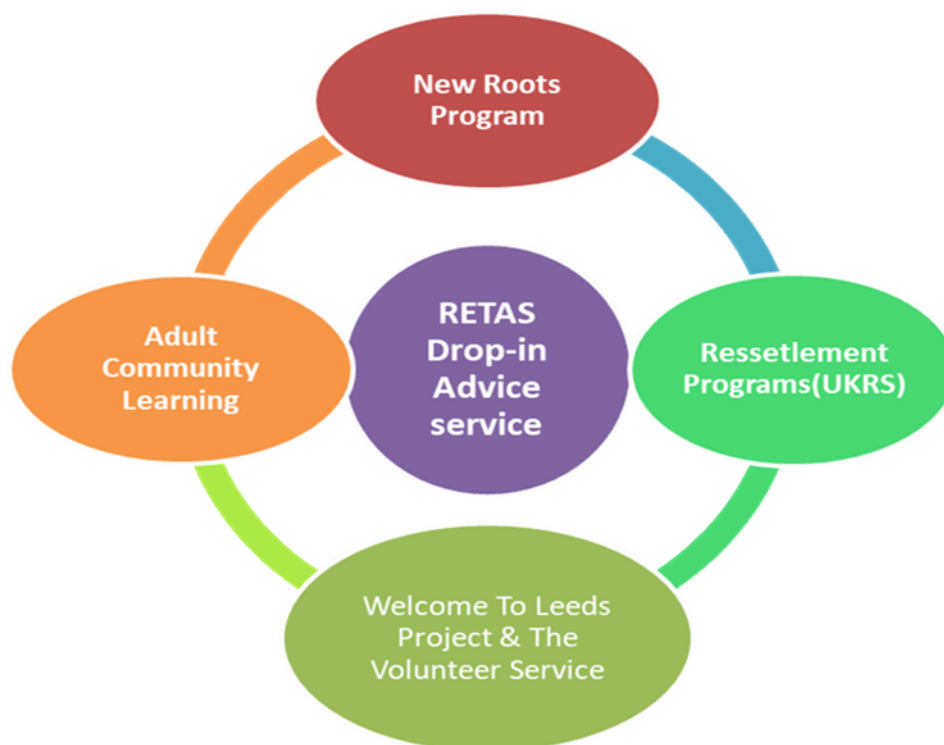 New Roots
Program
RETAS
Drop-in
Advice
service
Adult
Community
Learning
Ressetlement
Programs(UKRS)
Welcome To Leeds
Project & The
Volunteer Service